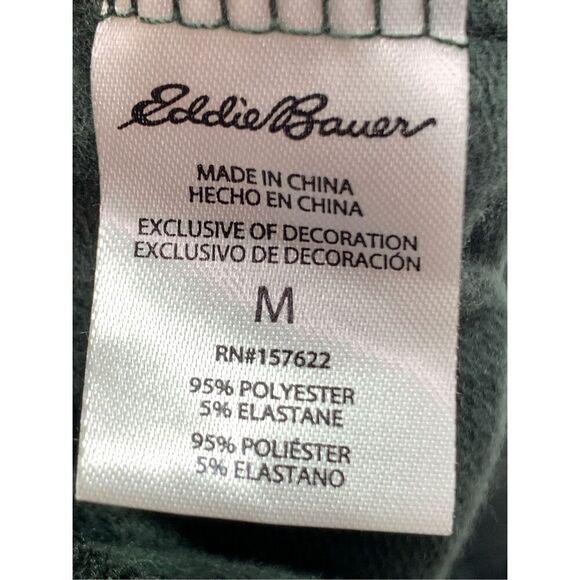 Eddie Bauer
MADE IN CHINA
HECHO EN CHINA
EXCLUSIVE OF DECORATION
EXCLUSIVO DE DECORACIÓN
M
RN#157622
95% POLYESTER
5% ELASTANE
95% POLIÉSTER
5% ELASTANO